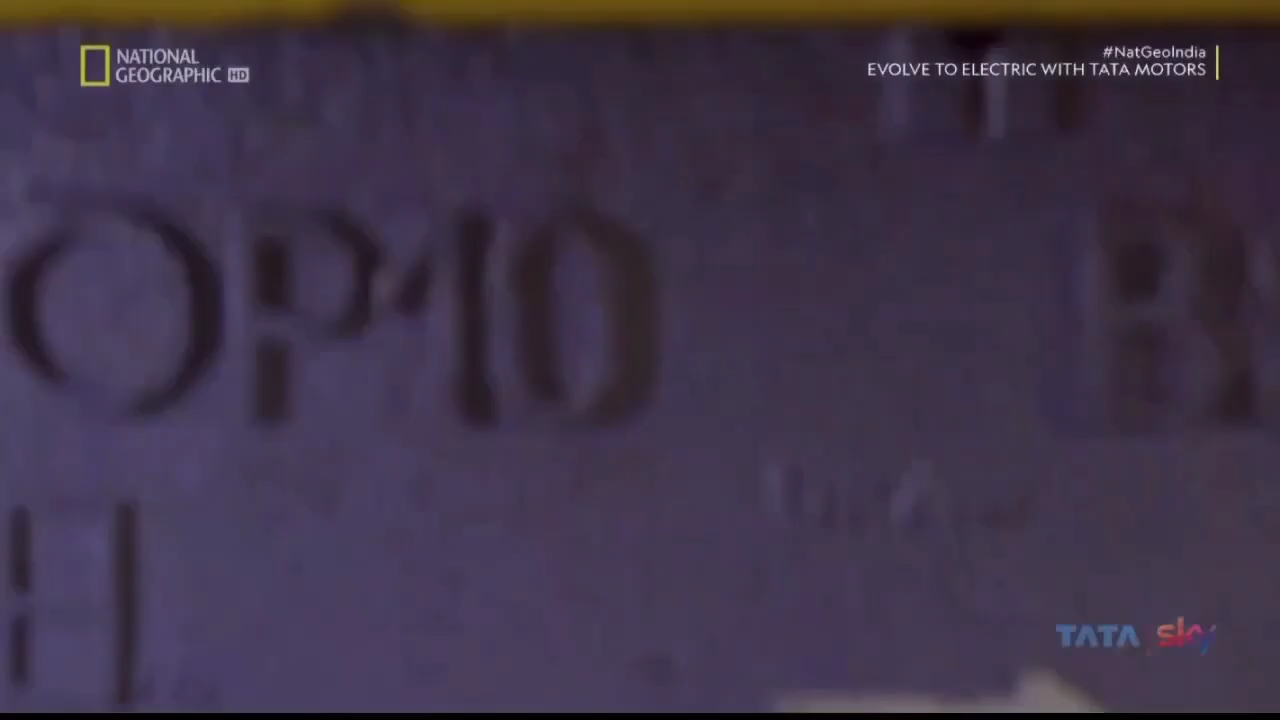 NATIONAL
GEOGRAPHIC HD
#NatGeoIndia
EVOLVE TO ELECTRIC WITH TATA MOTORS
OP10
H
TATA sky